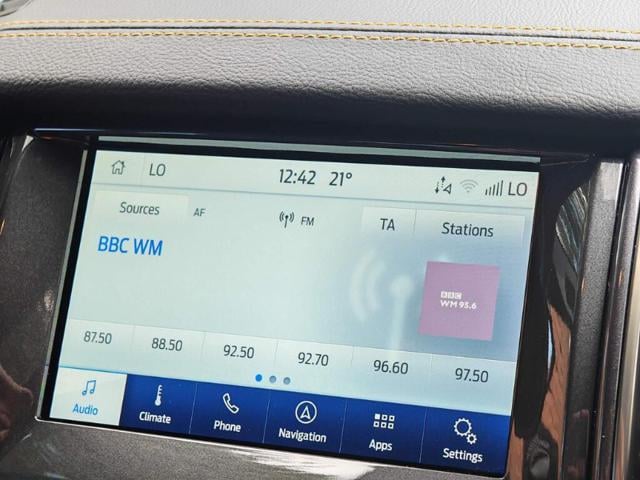 LO 12:42 21° LO
Sources AF FM TA Stations
BBC WM
BBC
WM 95.6
87.50 88.50 92.50 92.70 96.60 97.50
Audio Climate Phone Navigation Apps Settings